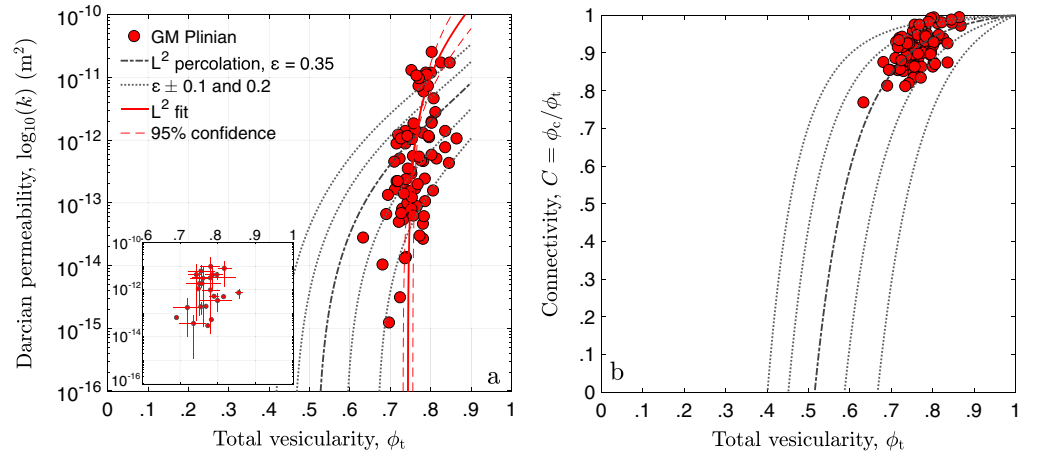 10^-10
10^-11
10^-12
10^-13
10^-14
10^-15
10^-16
Darcian permeability, log₁₀(k) (m²)
GM Plinian
L² percolation, ε = 0.35
ε ± 0.1 and 0.2
L² fit
95% confidence
.6 .7 .8 .9 1
10^-10
10^-12
10^-14
10^-16
a
0 0.1 .2 .3 .4 .5 .6 .7 .8 .9 1
Total vesicularity, ϕt
1
.9
.8
.7
.6
.5
.4
.3
.2
.1
0
Connectivity, C = ϕc/ϕt
b
0 .1 .2 .3 .4 .5 .6 .7 .8 .9 1
Total vesicularity, ϕt